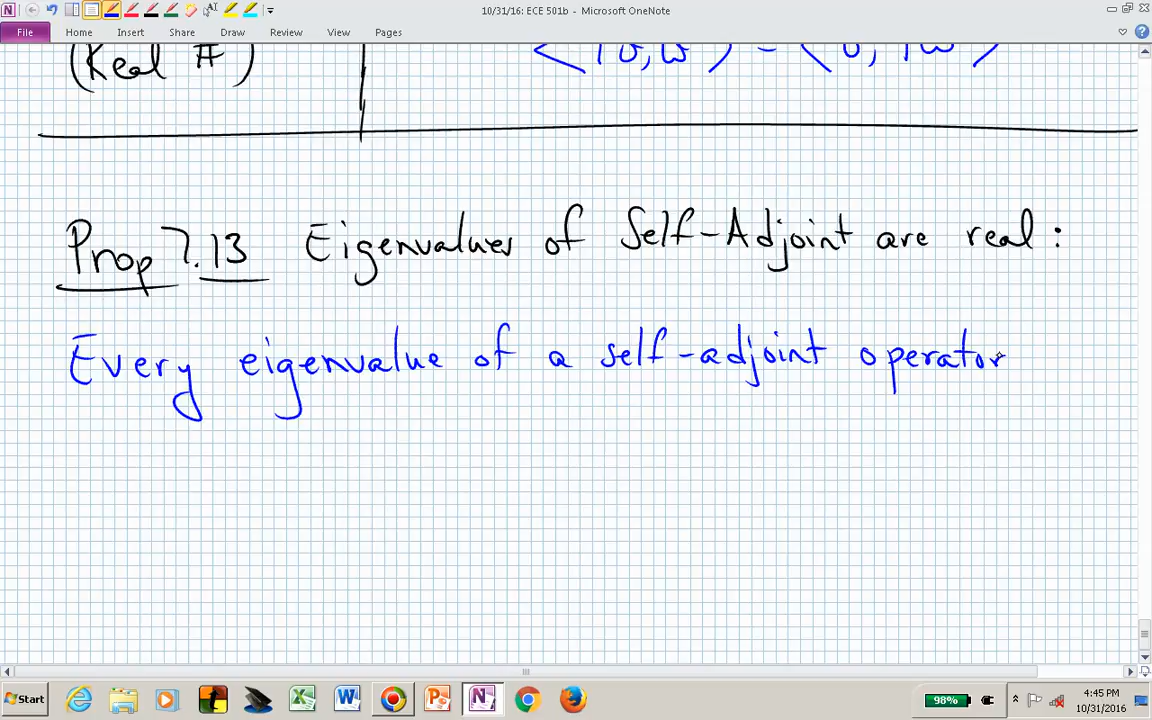 10/31/16: ECE 501b - Microsoft OneNote
File Home Insert Share Draw Review View Pages
(Real #) <Tv, w> = <v, Tw>
Prop 7.13 Eigenvalues of Self-Adjoint are real:
Every eigenvalue of a self-adjoint operator
Start 98% 4:45 PM
10/31/2016